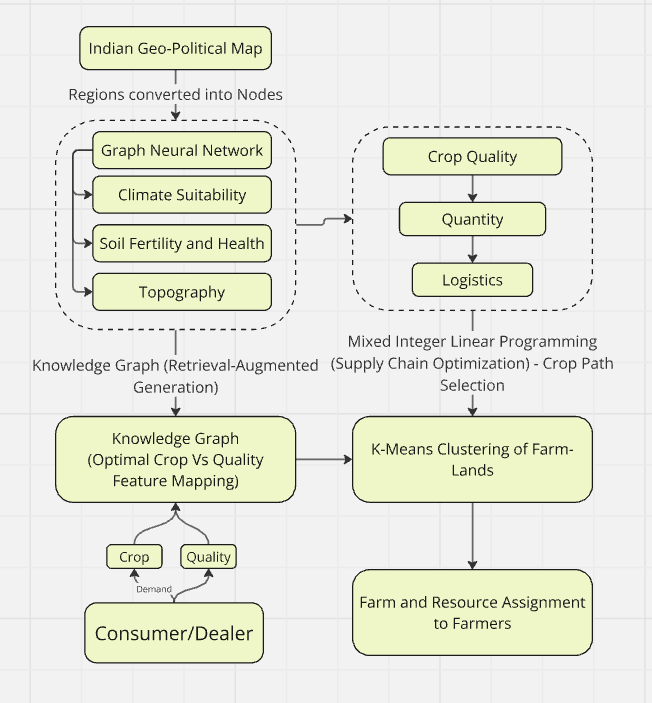 Indian Geo-Political Map
Regions converted into Nodes
Graph Neural Network
Climate Suitability
Soil Fertility and Health
Topography
Crop Quality
Quantity
Logistics
Knowledge Graph (Retrieval-Augmented
Generation)
Mixed Integer Linear Programming
(Supply Chain Optimization) - Crop Path
Selection
Knowledge Graph
(Optimal Crop Vs Quality
Feature Mapping)
K-Means Clustering of Farm-
Lands
Crop
Quality
Demand
Consumer/Dealer
Farm and Resource Assignment
to Farmers